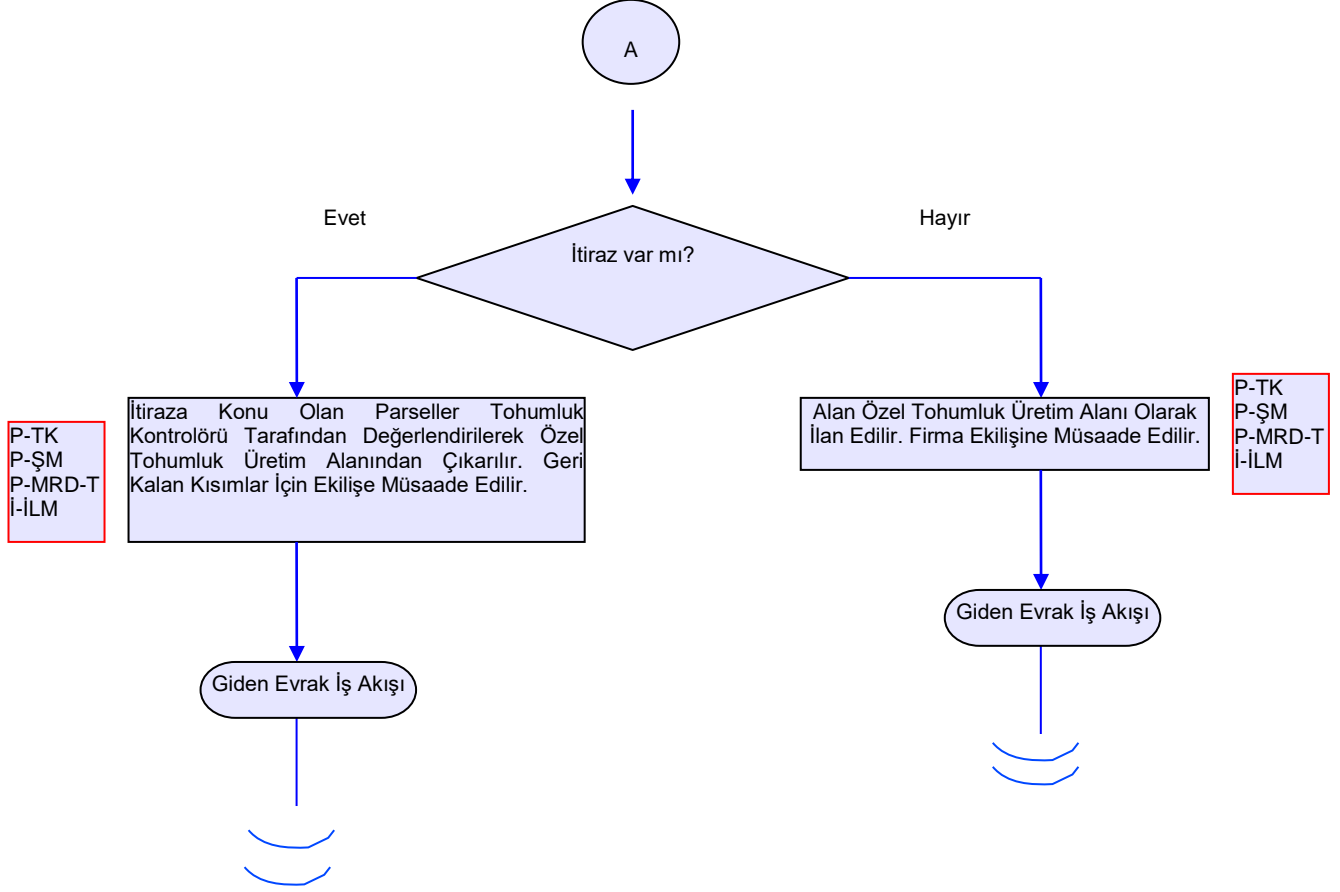 A
Evet
Hayır
İtiraz var mı?
P-TK
P-ŞM
P-MRD-T
İ-İLM
İtiraza Konu Olan Parseller Tohumluk
Kontrolörü Tarafından Değerlendirilerek Özel
Tohumluk Üretim Alanından Çıkarılır. Geri
Kalan Kısımlar İçin Ekilişe Müsaade Edilir.
Alan Özel Tohumluk Üretim Alanı Olarak
İlan Edilir. Firma Ekilişine Müsaade Edilir.
P-TK
P-ŞM
P-MRD-T
İ-İLM
Giden Evrak İş Akışı
Giden Evrak İş Akışı